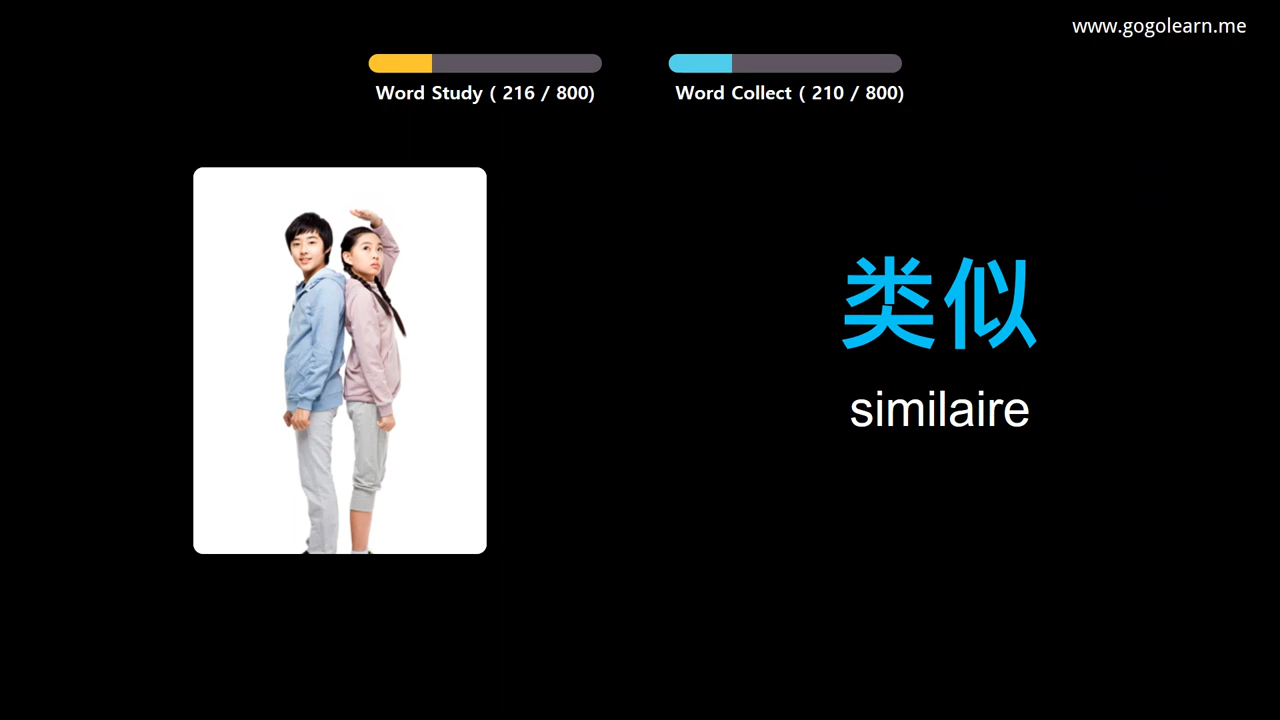 www.gogolearn.me
Word Study ( 216 / 800)
Word Collect ( 210 / 800)
类似
similaire